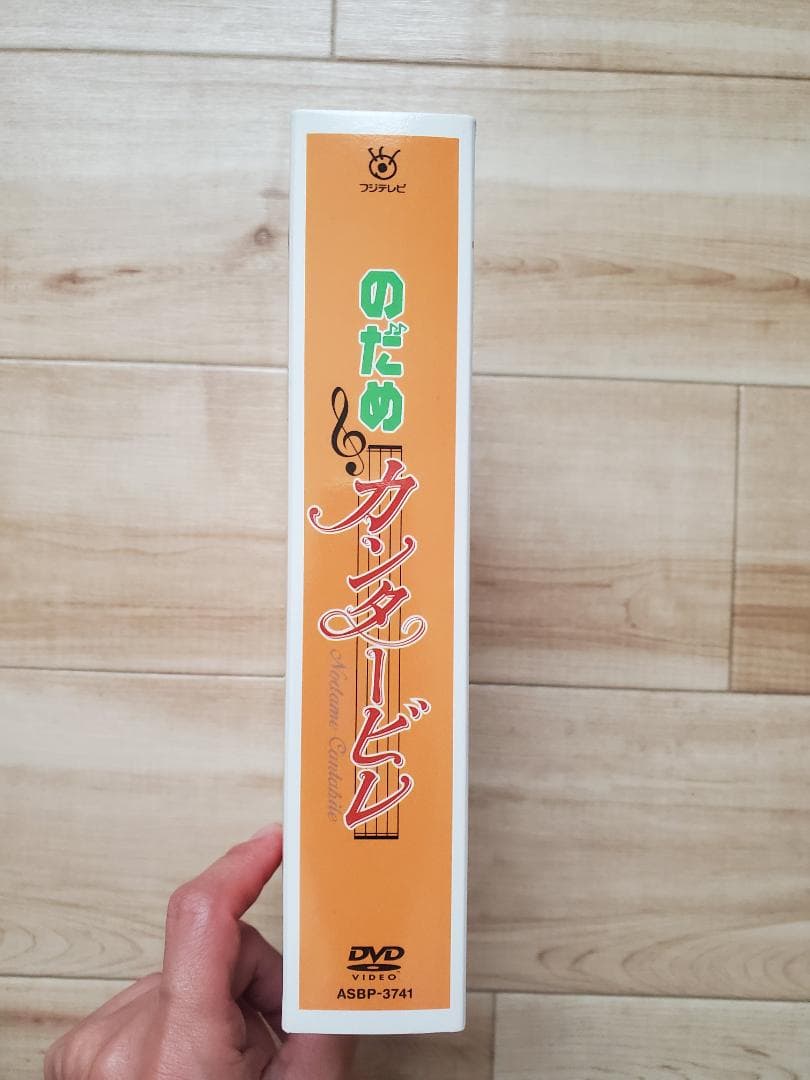 フジテレビ
のだめ
カンタービレ
Nodame Cantabile
DVD
VIDEO
ASBP-3741